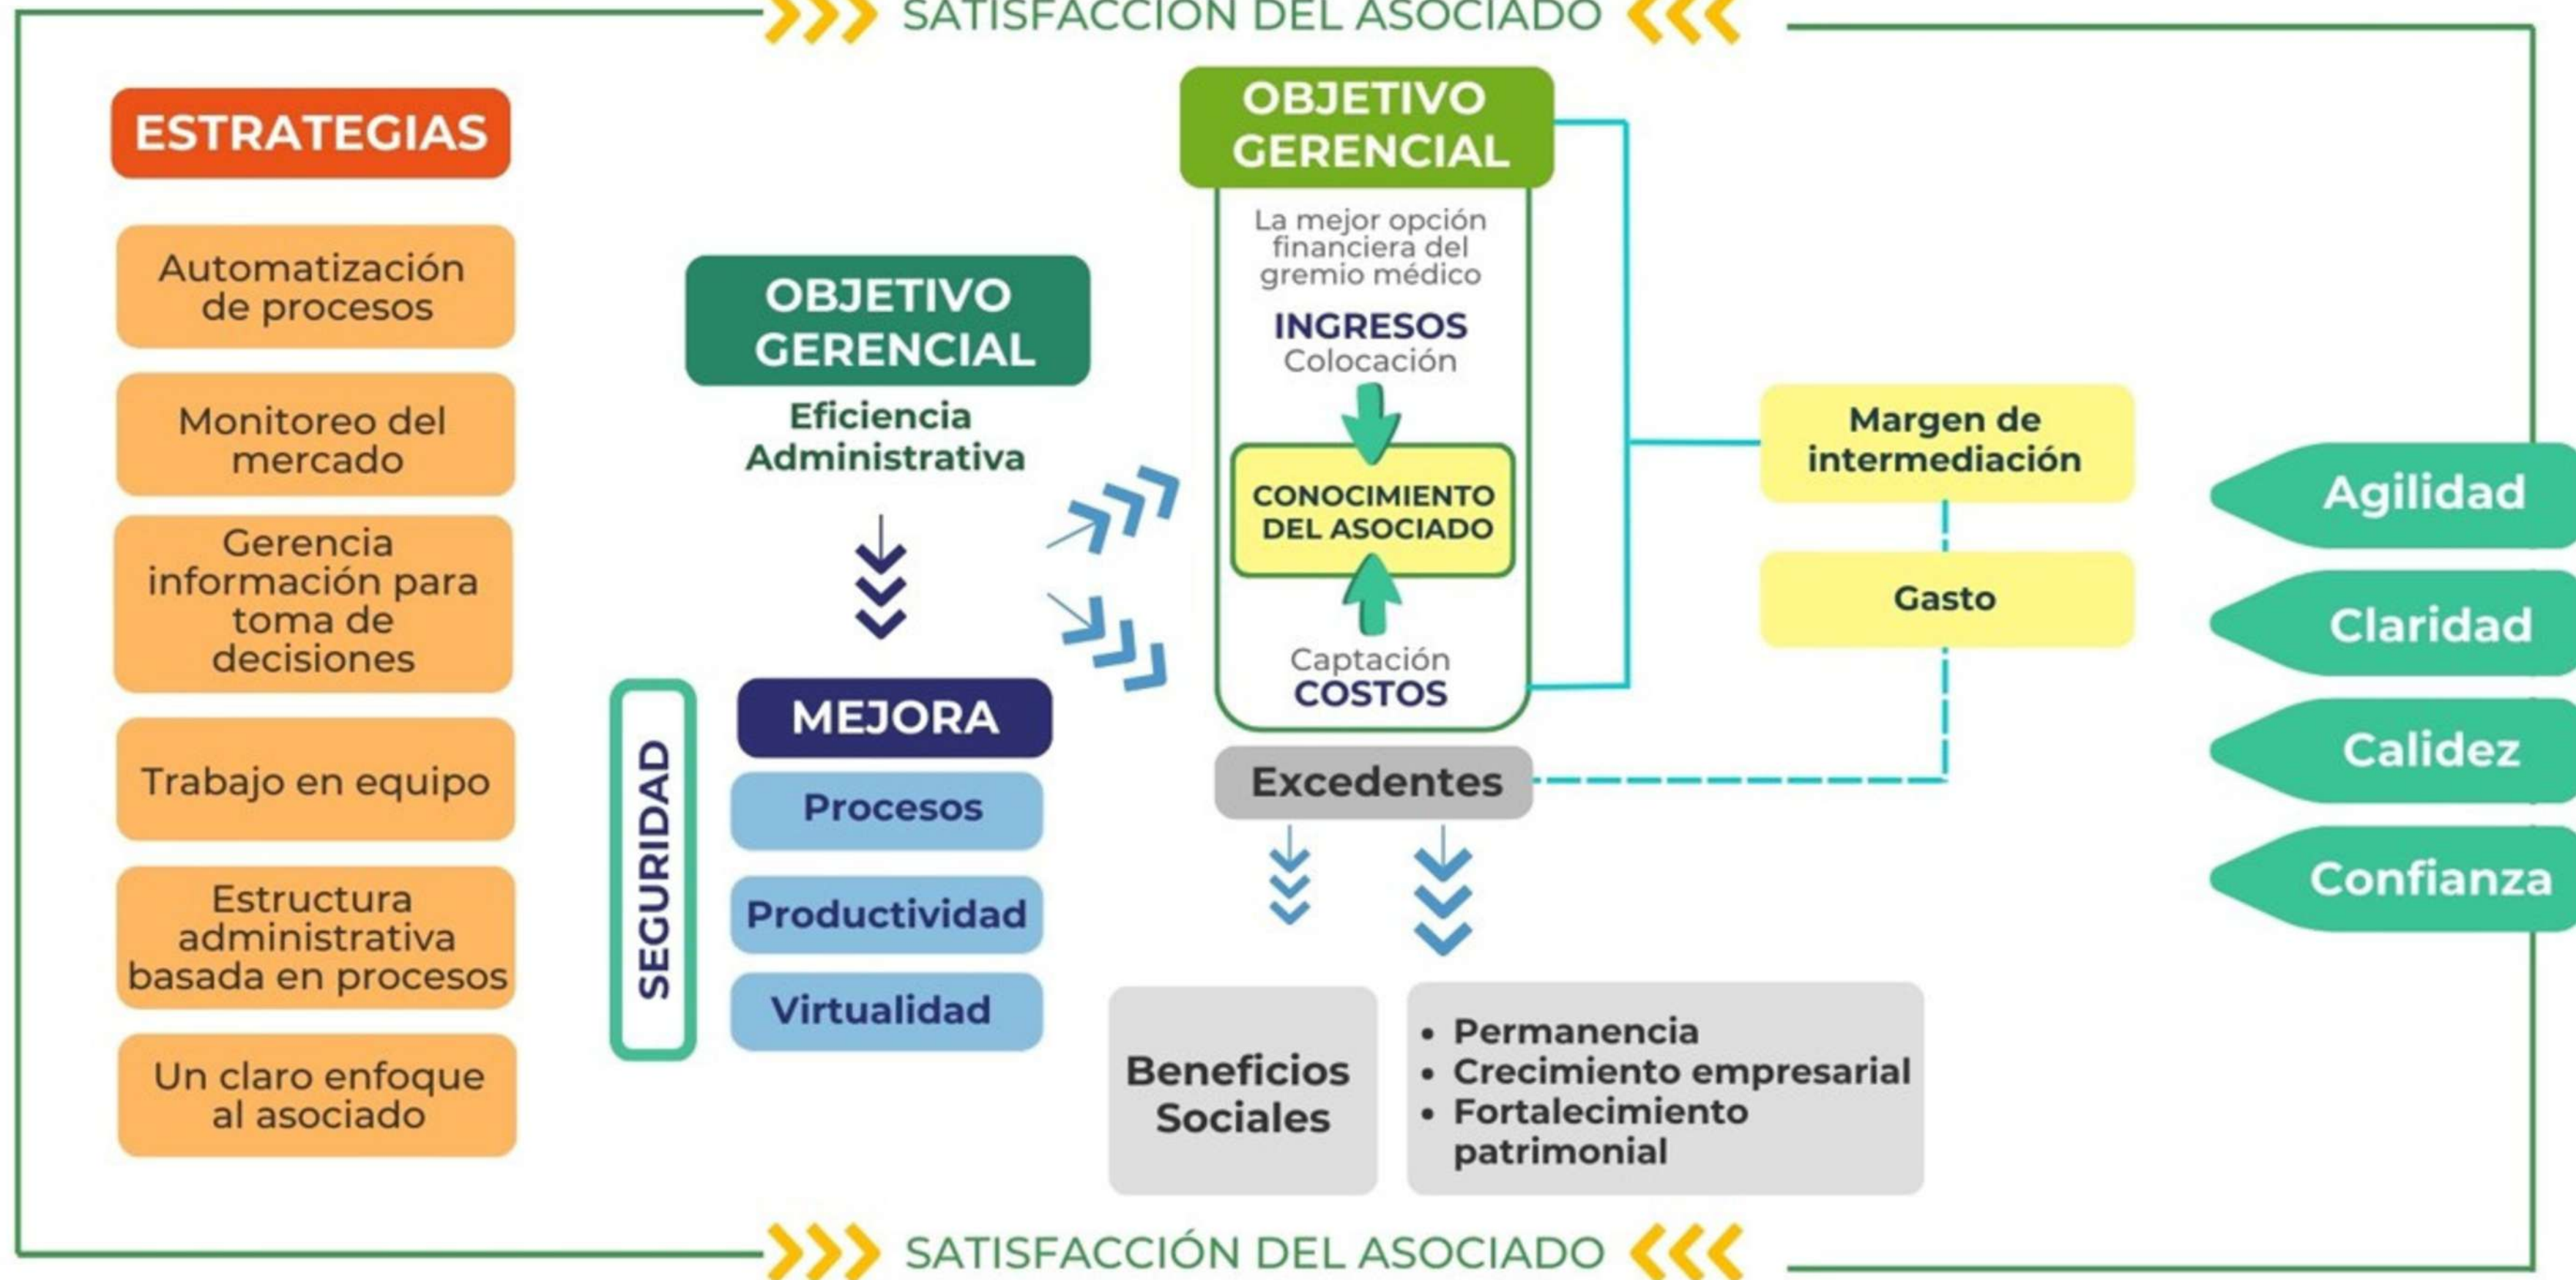 SATISFACCIÓN DEL ASOCIADO
ESTRATEGIAS
Automatización
de procesos
Monitoreo del
mercado
Gerencia
información para
toma de
decisiones
Trabajo en equipo
Estructura
administrativa
basada en procesos
Un claro enfoque
al asociado
OBJETIVO
GERENCIAL
Eficiencia
Administrativa
SEGURIDAD
MEJORA
Procesos
Productividad
Virtualidad
OBJETIVO
GERENCIAL
La mejor opción
financiera del
gremio médico
INGRESOS
Colocación
CONOCIMIENTO
DEL ASOCIADO
Captación
COSTOS
Excedentes
Beneficios
Sociales
• Permanencia
• Crecimiento empresarial
• Fortalecimiento
patrimonial
Margen de
intermediación
Gasto
Agilidad
Claridad
Calidez
Confianza
SATISFACCIÓN DEL ASOCIADO